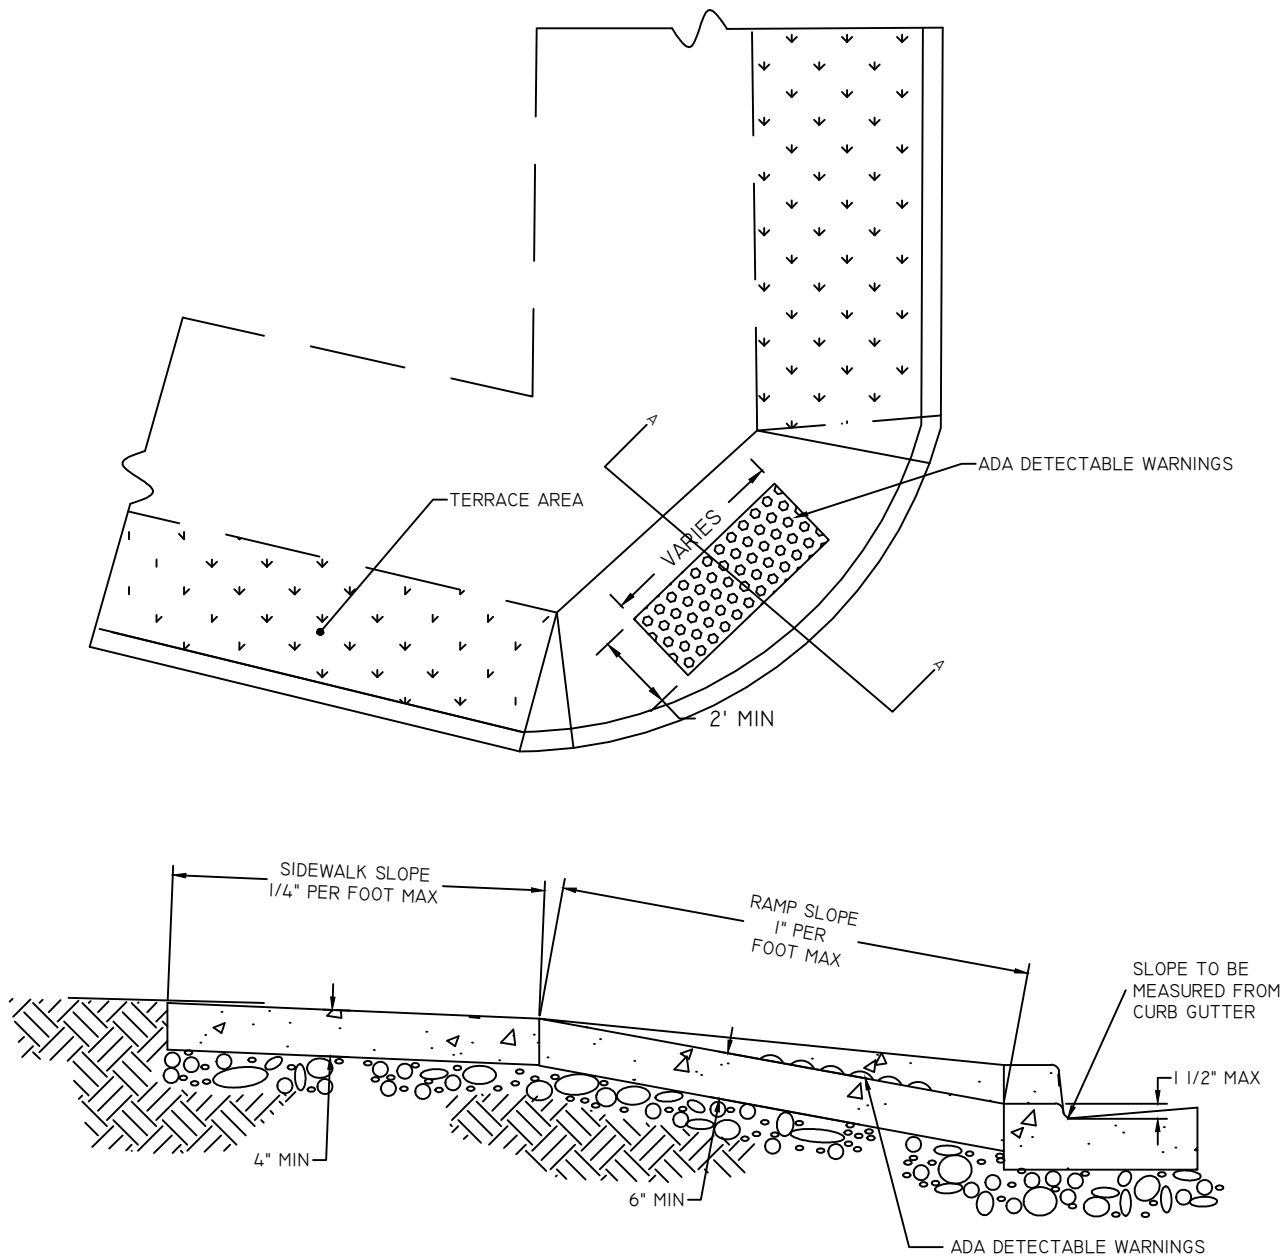 A
ADA DETECTABLE WARNINGS
TERRACE AREA
VARIES
A
2' MIN
SIDEWALK SLOPE
1/4" PER FOOT MAX
RAMP SLOPE
1" PER
FOOT MAX
SLOPE TO BE
MEASURED FROM
CURB GUTTER
1 1/2" MAX
4" MIN
6" MIN
ADA DETECTABLE WARNINGS